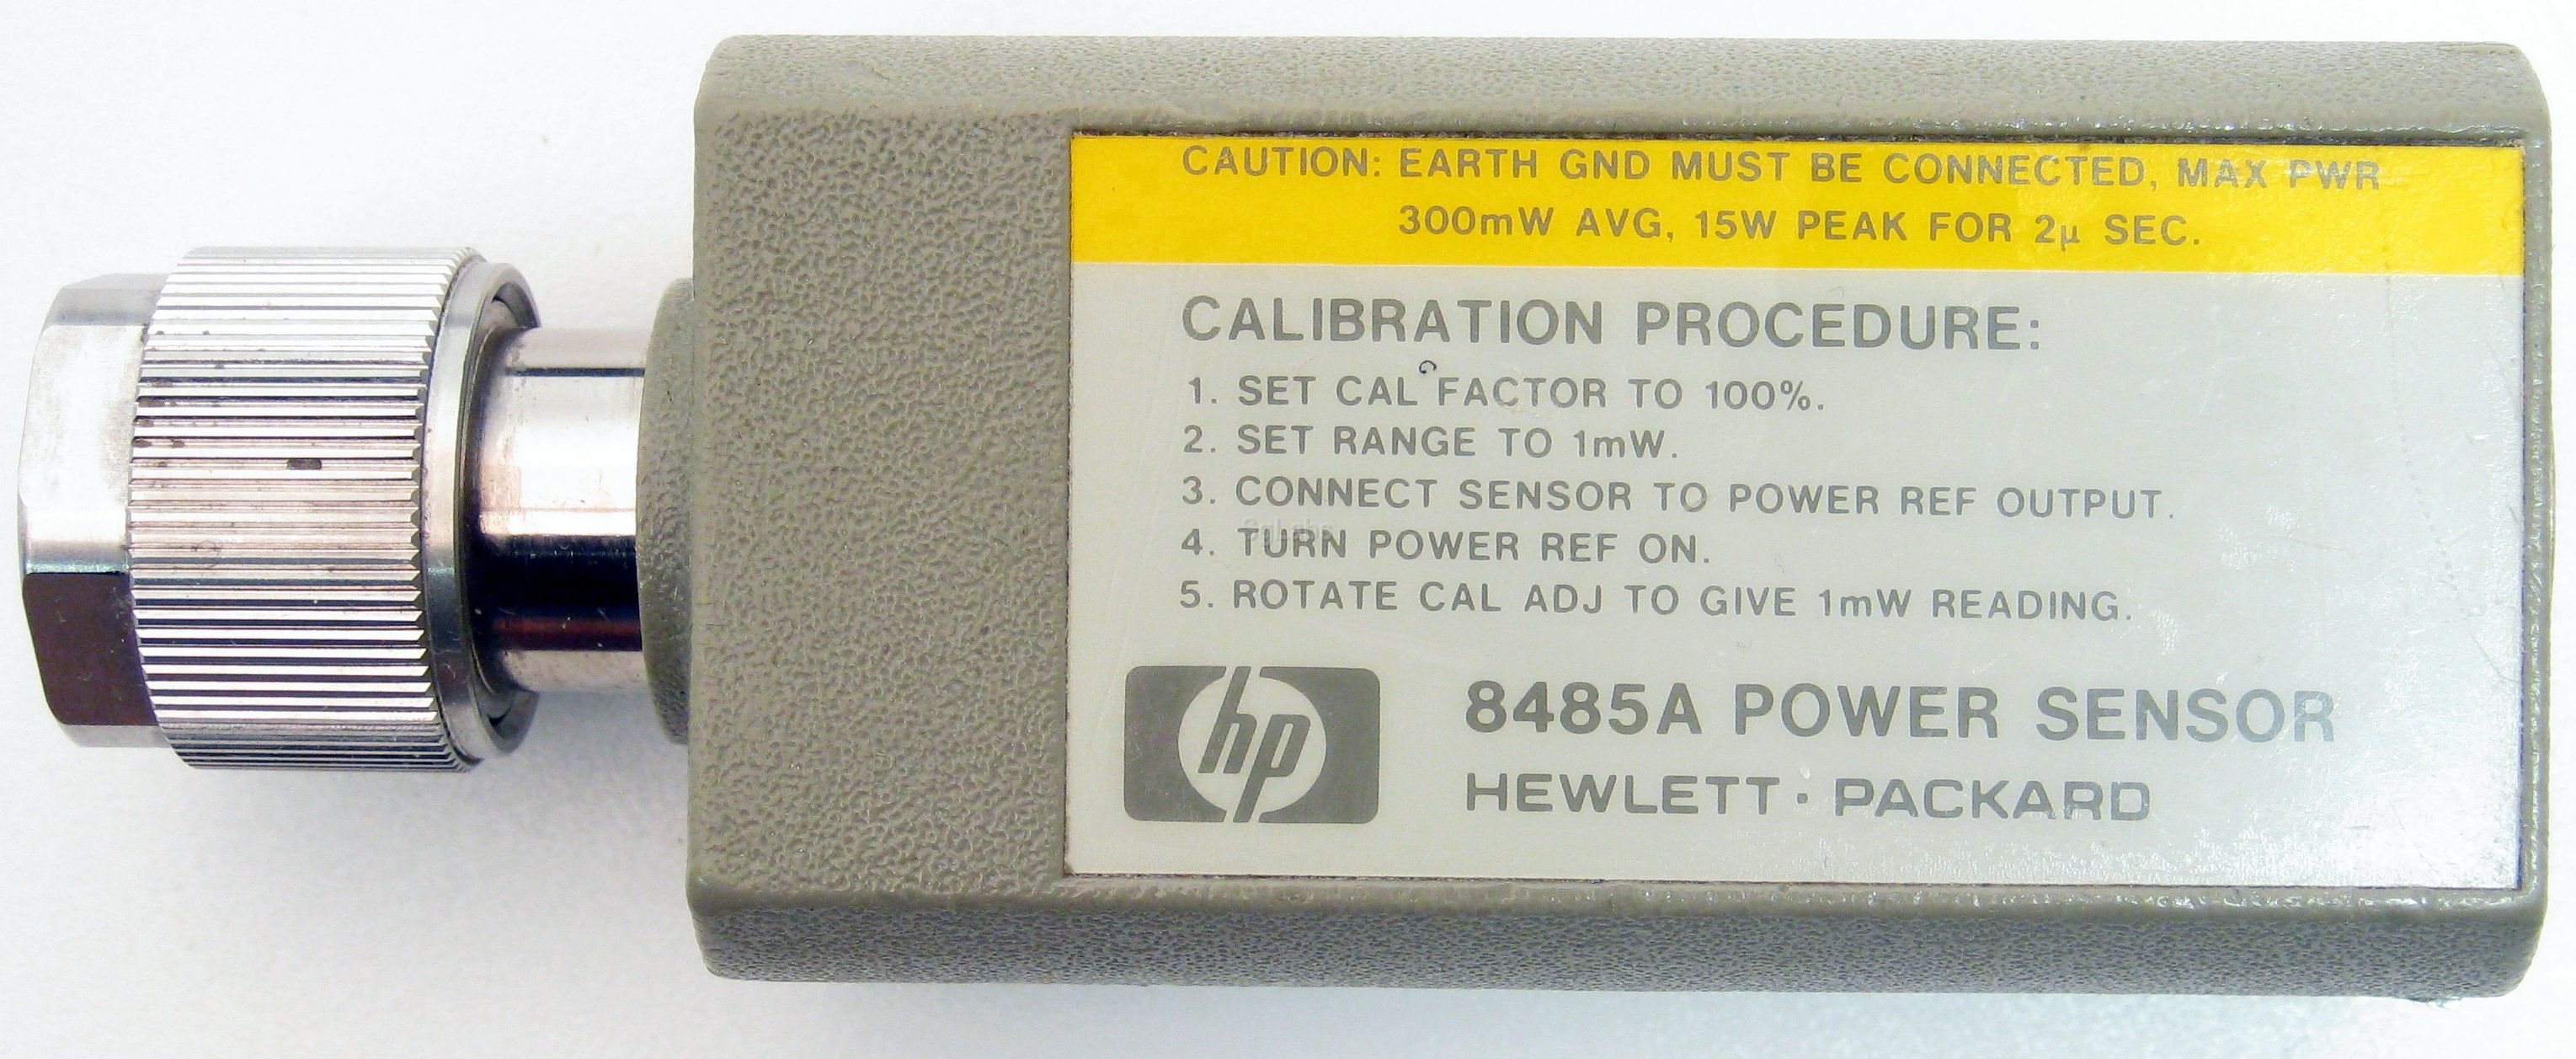 CAUTION: EARTH GND MUST BE CONNECTED, MAX PWR
300mW AVG, 15W PEAK FOR 2µ SEC.
CALIBRATION PROCEDURE:
1. SET CAL FACTOR TO 100%.
2. SET RANGE TO 1mW.
3. CONNECT SENSOR TO POWER REF OUTPUT.
4. TURN POWER REF ON.
5. ROTATE CAL ADJ TO GIVE 1mW READING.
hp
8485A POWER SENSOR
HEWLETT · PACKARD